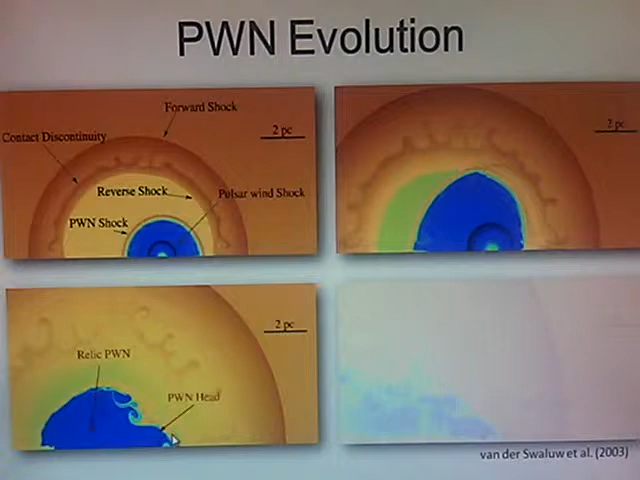 PWN Evolution
Forward Shock
Contact Discontinuity
2 pc
2 pc
Reverse Shock
Pulsar wind Shock
PWN Shock
2 pc
Relic PWN
PWN Head
van der Swaluw et al. (2003)